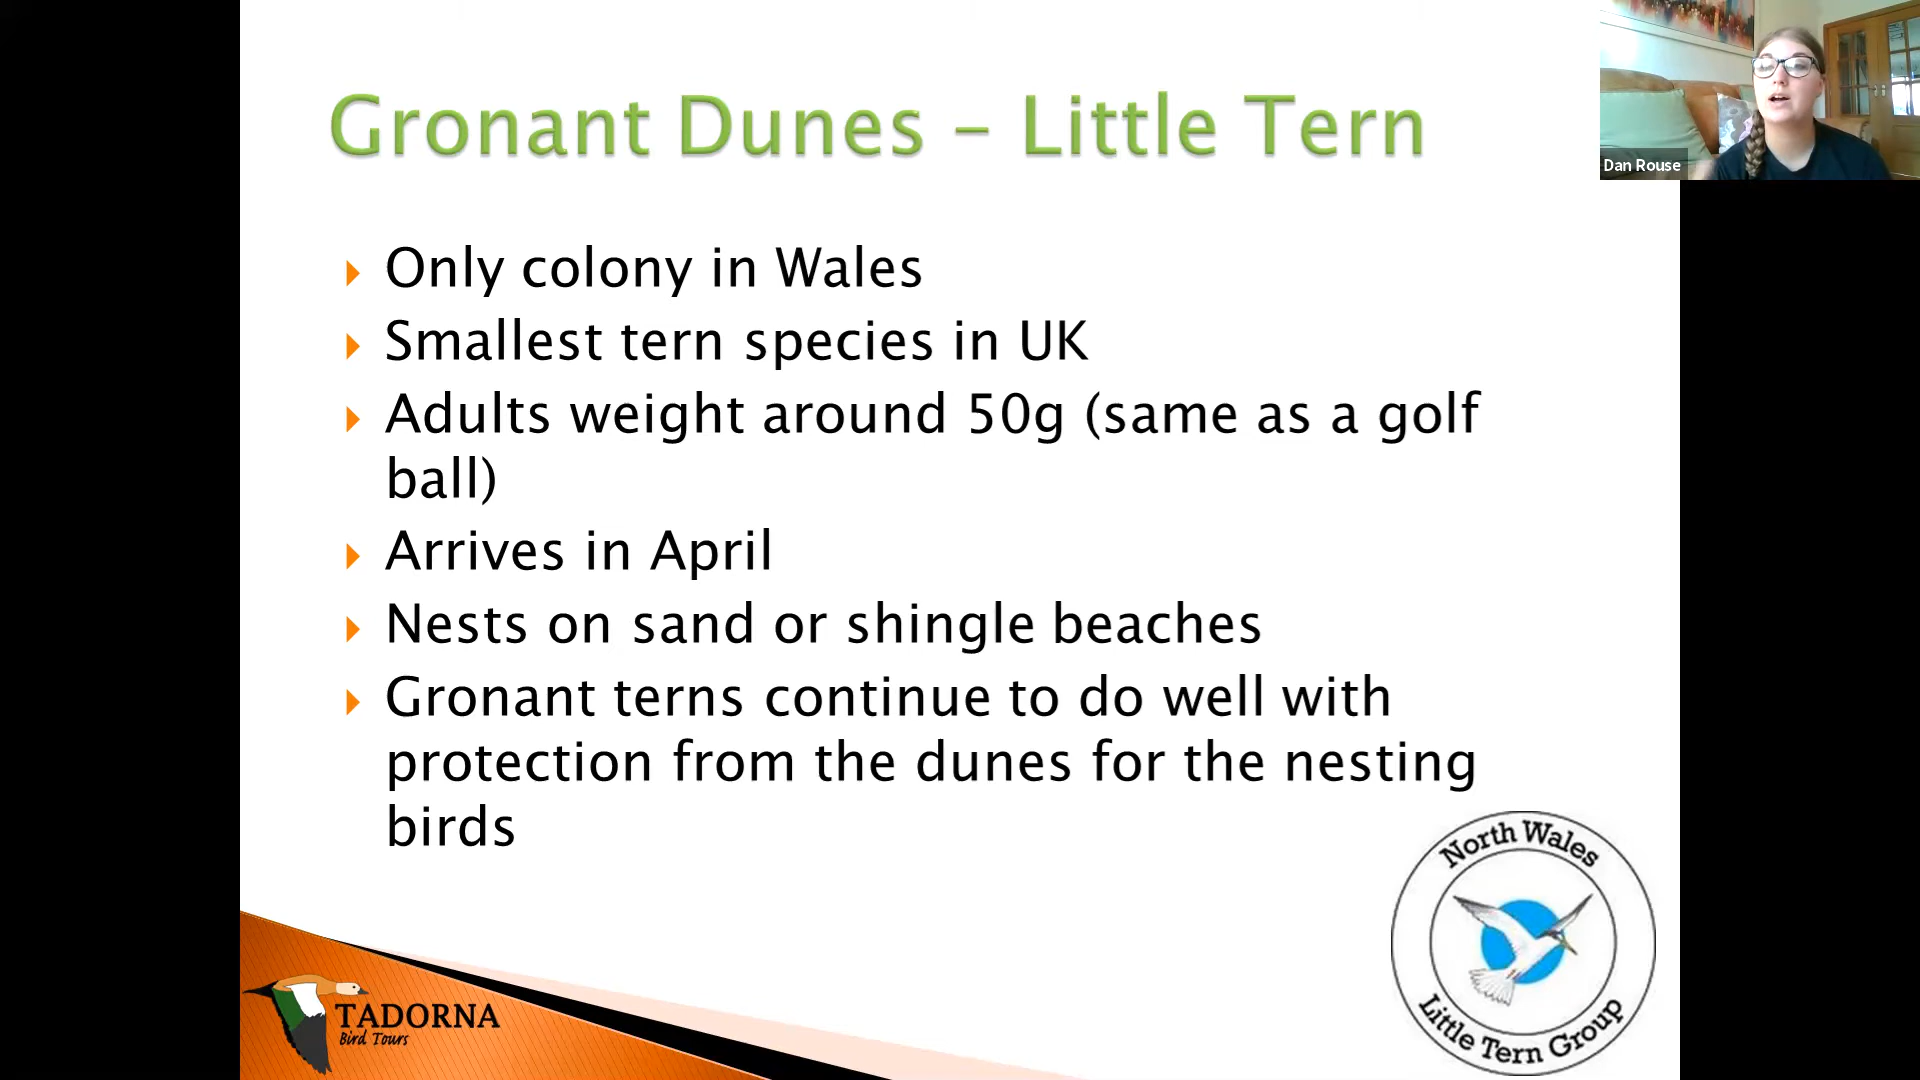 Gronant Dunes – Little Tern
Dan Rouse
Only colony in Wales
Smallest tern species in UK
Adults weight around 50g (same as a golf
ball)
Arrives in April
Nests on sand or shingle beaches
Gronant terns continue to do well with
protection from the dunes for the nesting
birds
North Wales
Little Tern Group
TADORNA
Bird Tours